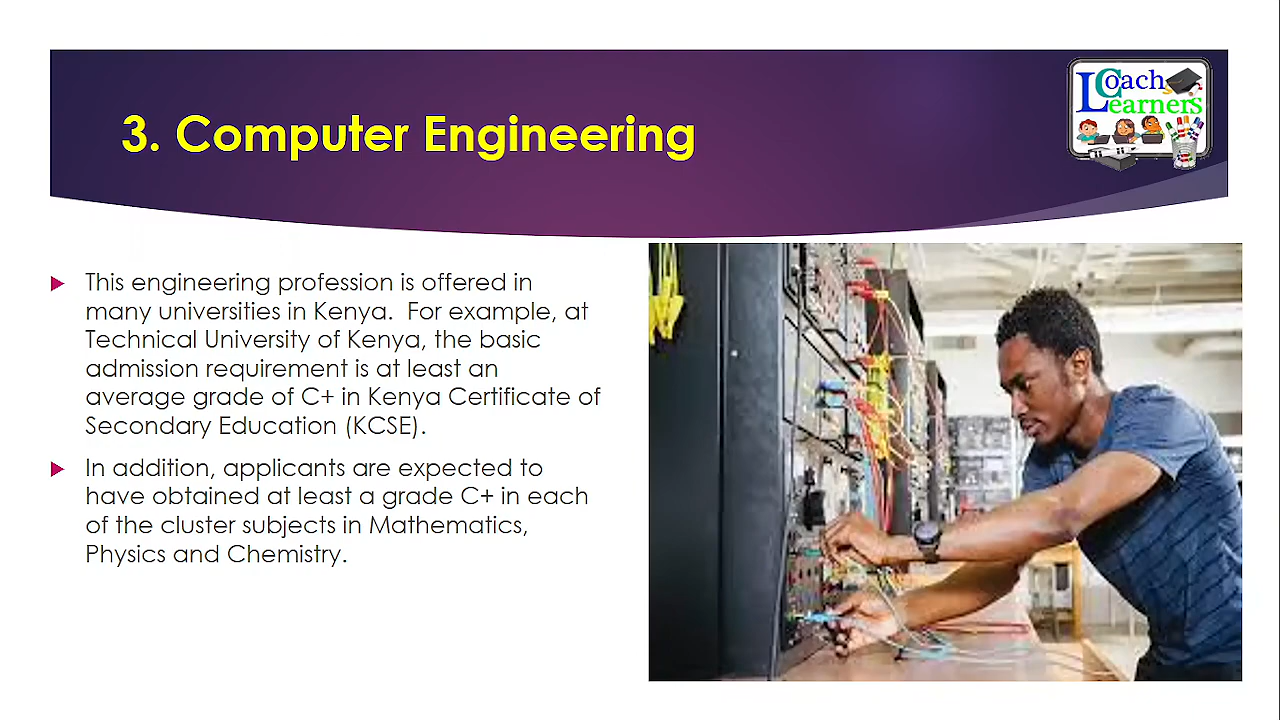 3. Computer Engineering
Coach
Learners
This engineering profession is offered in
many universities in Kenya.  For example, at
Technical University of Kenya, the basic
admission requirement is at least an
average grade of C+ in Kenya Certificate of
Secondary Education (KCSE).
In addition, applicants are expected to
have obtained at least a grade C+ in each
of the cluster subjects in Mathematics,
Physics and Chemistry.